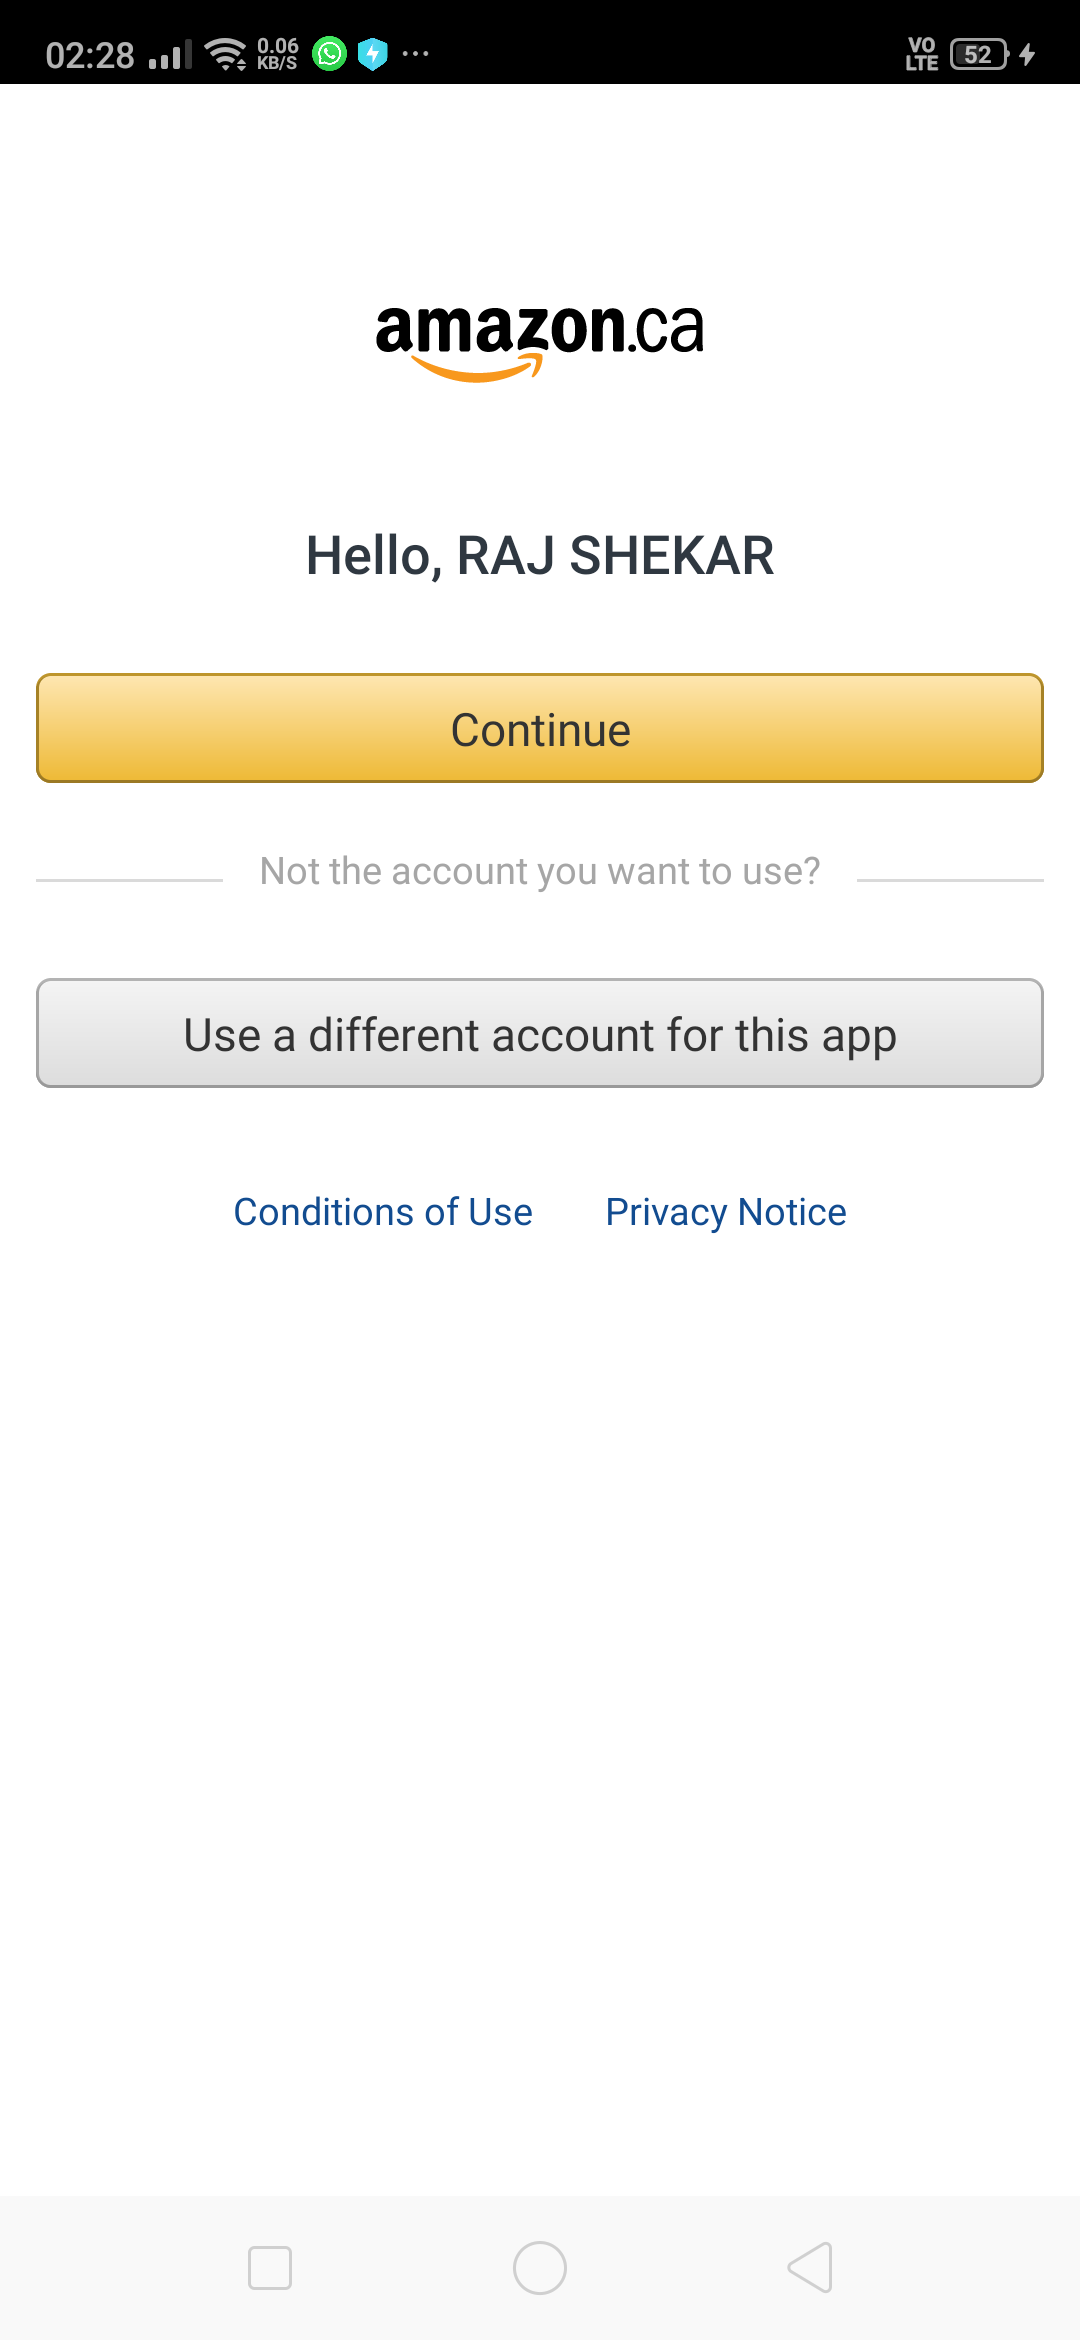 02:28 0.06 KB/S ... VO LTE 52
amazon.ca
Hello, RAJ SHEKAR
Continue
Not the account you want to use?
Use a different account for this app
Conditions of Use Privacy Notice